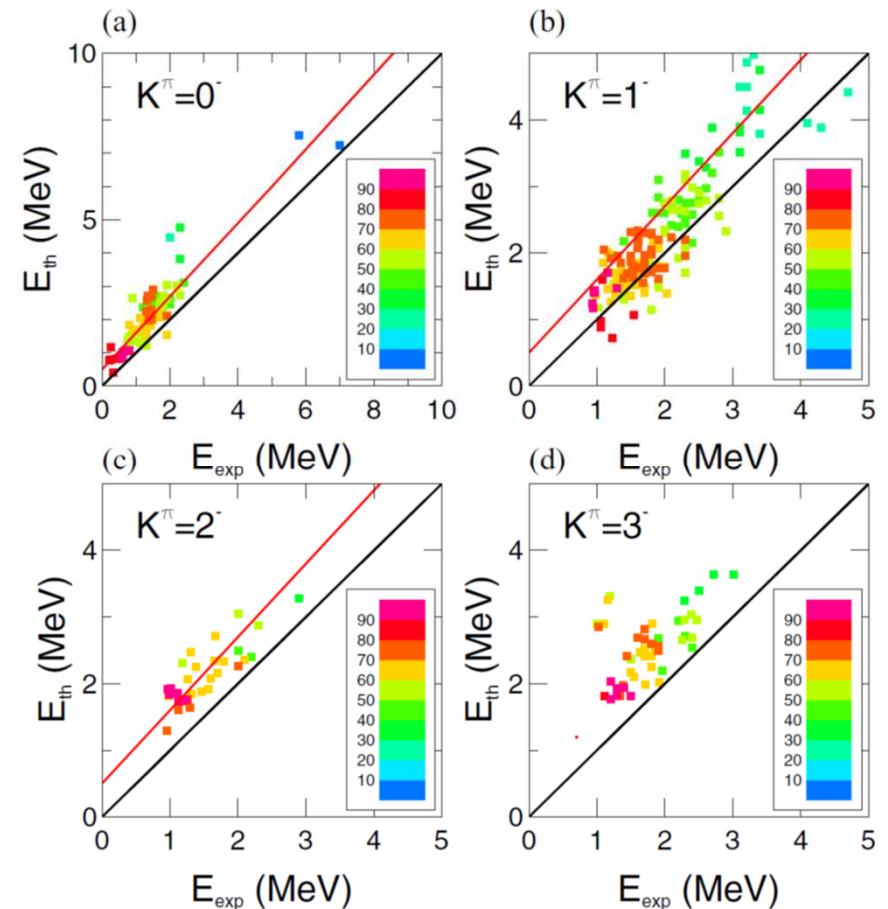 (a)
10
5
0
0 2 4 6 8 10
E_th (MeV)
E_exp (MeV)
K^π=0^-
90
80
70
60
50
40
30
20
10
(b)
4
2
0
0 1 2 3 4 5
E_th (MeV)
E_exp (MeV)
K^π=1^-
90
80
70
60
50
40
30
20
10
(c)
4
2
0
0 1 2 3 4 5
E_th (MeV)
E_exp (MeV)
K^π=2^-
90
80
70
60
50
40
30
20
10
(d)
4
2
0
0 1 2 3 4 5
E_th (MeV)
E_exp (MeV)
K^π=3^-
90
80
70
60
50
40
30
20
10